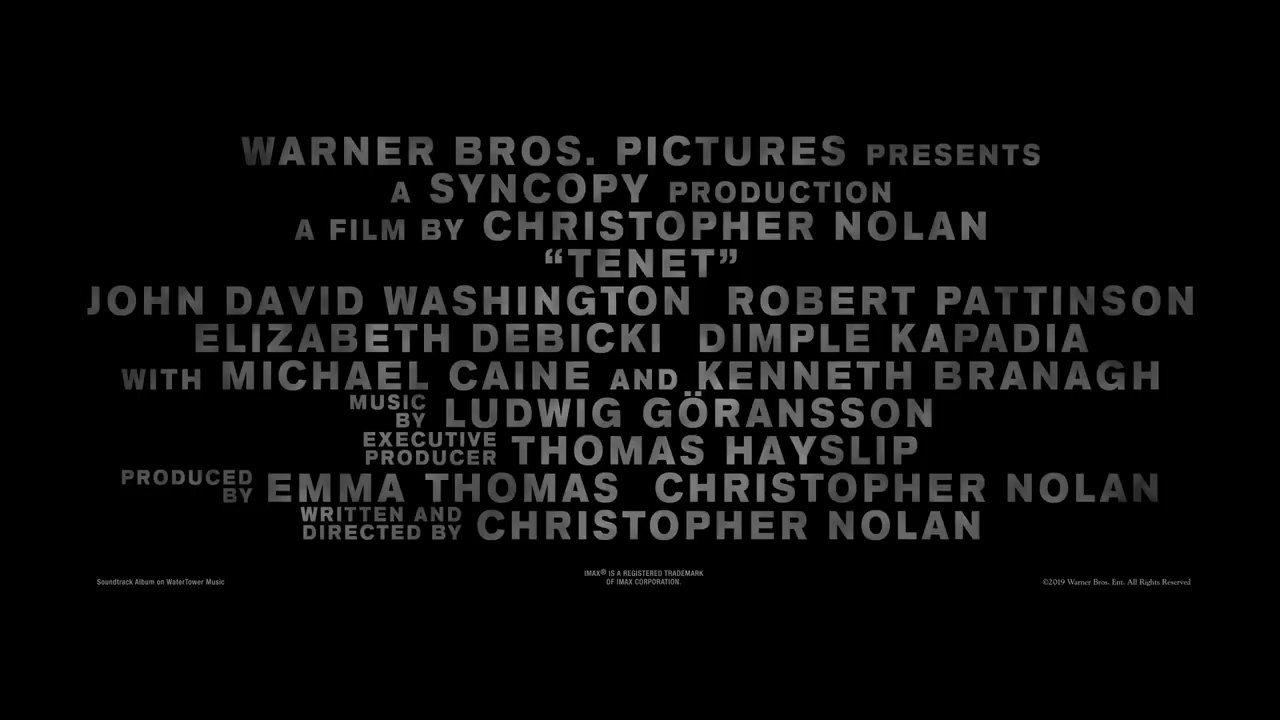 WARNER BROS. PICTURES PRESENTS
A SYNCOPY PRODUCTION
A FILM BY CHRISTOPHER NOLAN
“TENET”
JOHN DAVID WASHINGTON ROBERT PATTINSON
ELIZABETH DEBICKI DIMPLE KAPADIA
WITH MICHAEL CAINE AND KENNETH BRANAGH
MUSIC BY LUDWIG GÖRANSSON
EXECUTIVE PRODUCER THOMAS HAYSLIP
PRODUCED BY EMMA THOMAS CHRISTOPHER NOLAN
WRITTEN AND DIRECTED BY CHRISTOPHER NOLAN
Soundtrack Album on WaterTower Music
IMAX® IS A REGISTERED TRADEMARK
OF IMAX CORPORATION.
©2019 Warner Bros. Ent. All Rights Reserved